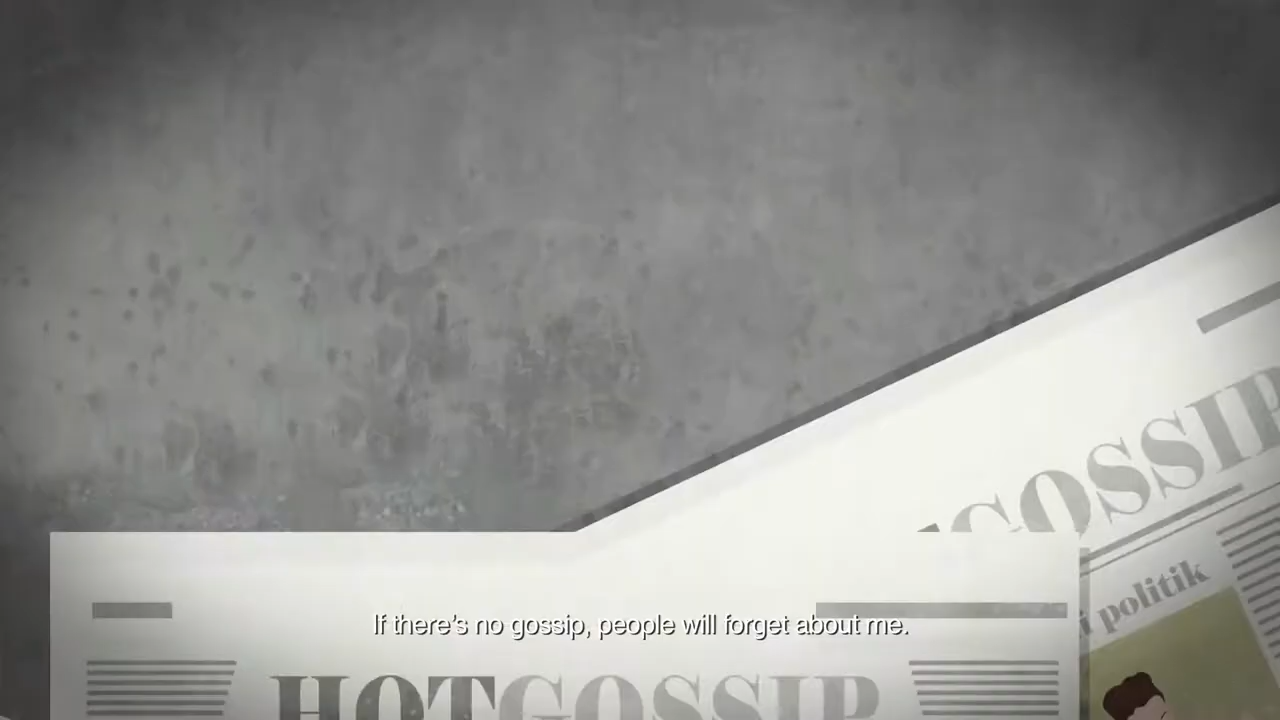 GOSSIP
i politik
If there's no gossip, people will forget about me.
HOTGOSSIP